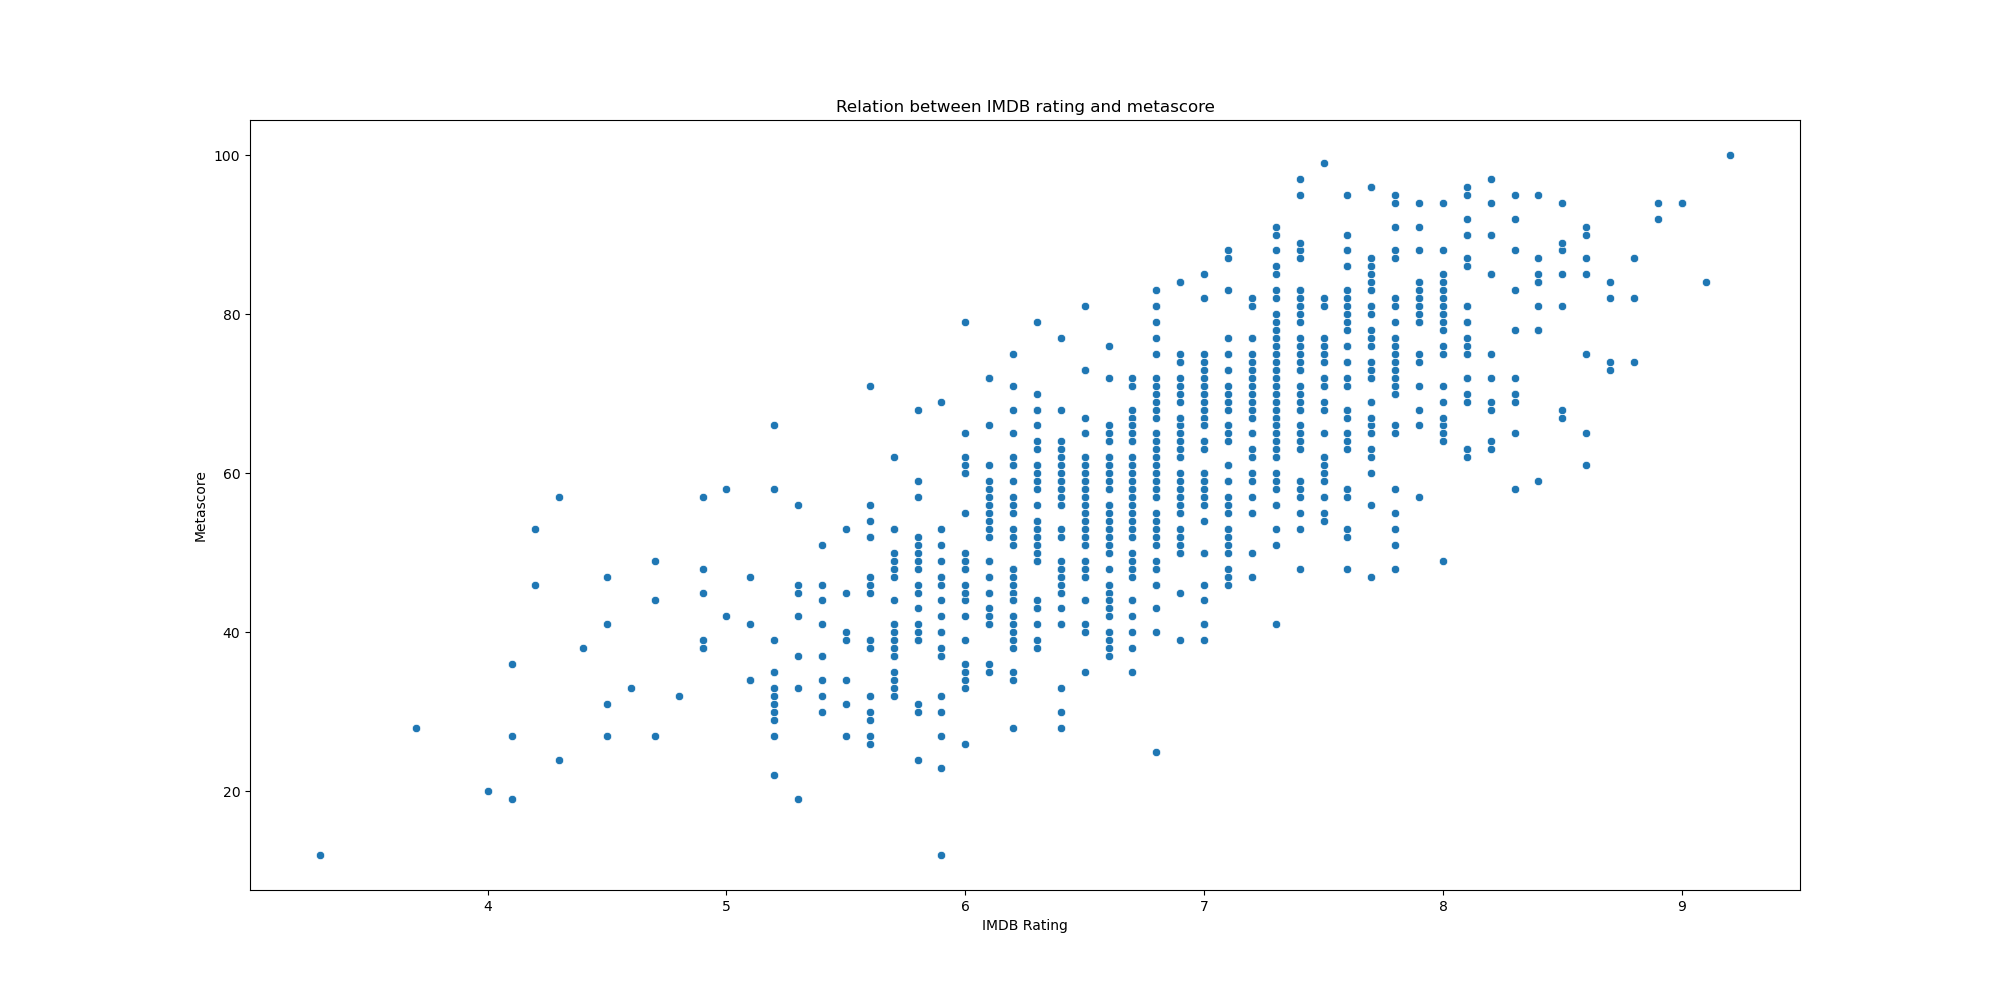 Relation between IMDB rating and metascore
100
80
60
40
20
Metascore
4 5 6 7 8 9
IMDB Rating